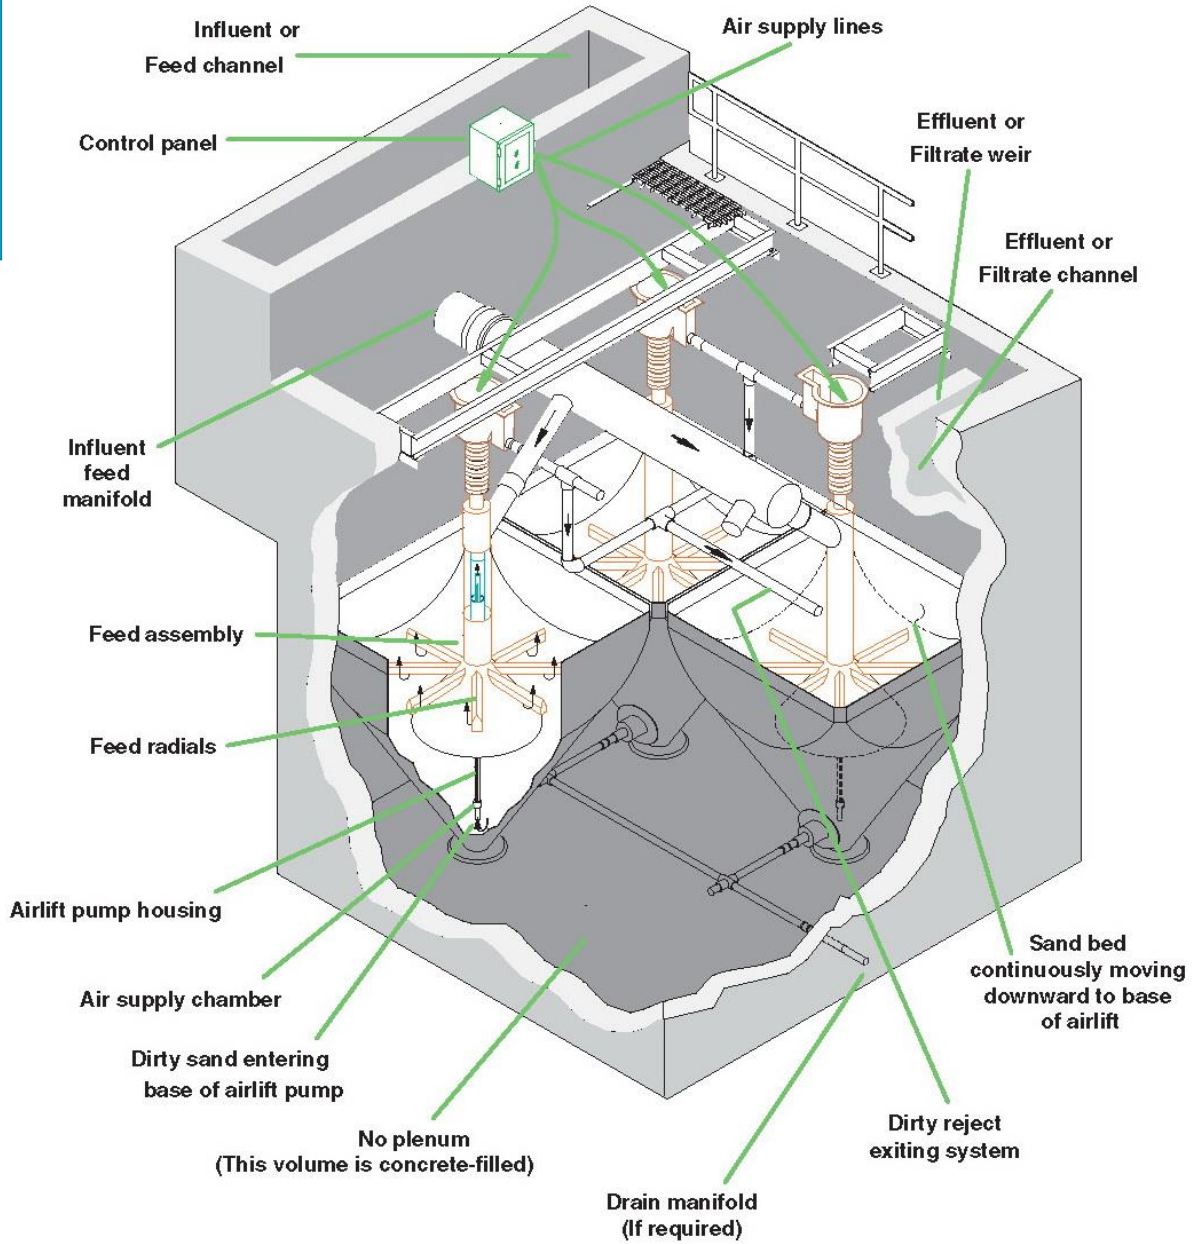 Influent or
Feed channel
Air supply lines
Control panel
Effluent or
Filtrate weir
Effluent or
Filtrate channel
Influent
feed
manifold
Feed assembly
Feed radials
Airlift pump housing
Air supply chamber
Dirty sand entering
base of airlift pump
No plenum
(This volume is concrete-filled)
Sand bed
continuously moving
downward to base
of airlift
Dirty reject
exiting system
Drain manifold
(If required)